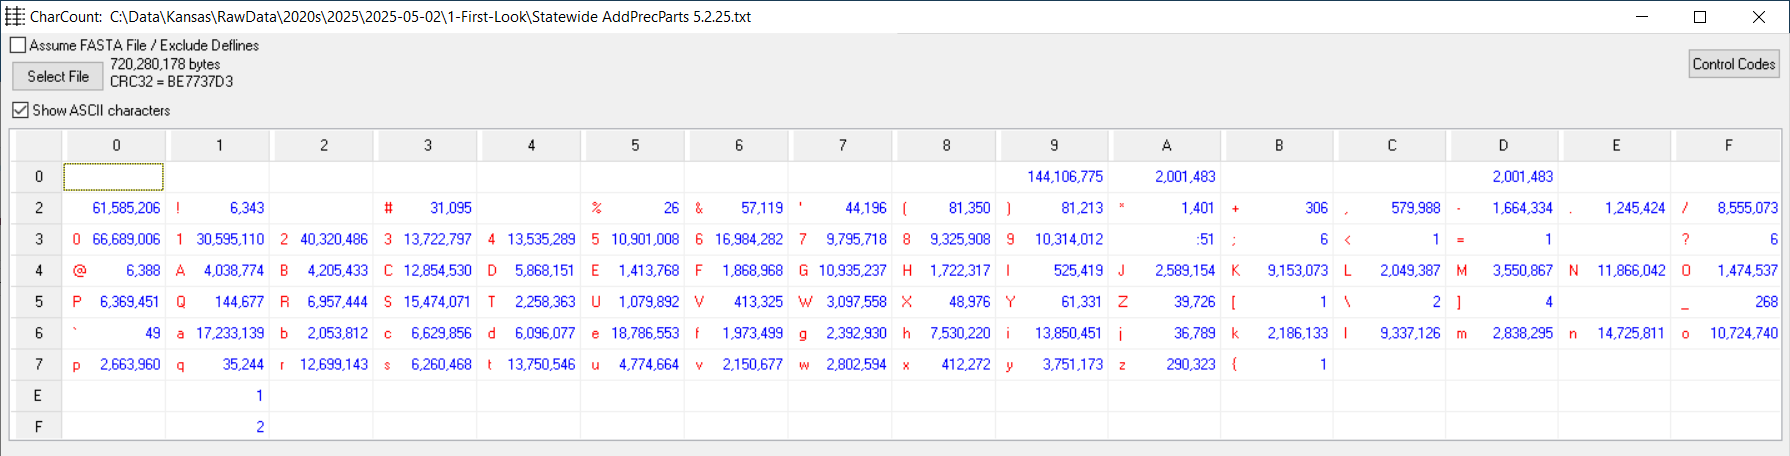 CharCount:  C:\Data\Kansas\RawData\2020s\2025\2025-05-02\1-First-Look\Statewide AddPrecParts 5.2.25.txt
Assume FASTA File / Exclude Deflines
Select File
720,280,178 bytes
CRC32 = BE7737D3
Control Codes
Show ASCII characters
0 1 2 3 4 5 6 7 8 9 A B C D E F
0 144,106,775 2,001,483 2,001,483
2 61,585,206 ! 6,343 # 31,095 % 26 & 57,119 ' 44,196 ( 81,350 ) 81,213 * 1,401 + 306 , 579,988 - 1,664,334 . 1,245,424 / 8,555,073
3 0 66,689,006 1 30,595,110 2 40,320,486 3 13,722,797 4 13,535,289 5 10,901,008 6 16,984,282 7 9,795,718 8 9,325,908 9 10,314,012 :51 ; 6 < 1 = 1 ? 6
4 @ 6,388 A 4,038,774 B 4,205,433 C 12,854,530 D 5,868,151 E 1,413,768 F 1,868,968 G 10,935,237 H 1,722,317 I 525,419 J 2,589,154 K 9,153,073 L 2,049,387 M 3,550,867 N 11,866,042 O 1,474,537
5 P 6,369,451 Q 144,677 R 6,957,444 S 15,474,071 T 2,258,363 U 1,079,892 V 413,325 W 3,097,558 X 48,976 Y 61,331 Z 39,726 [ 1 \ 2 ] 4 _ 268
6 ` 49 a 17,233,139 b 2,053,812 c 6,629,856 d 6,096,077 e 18,786,553 f 1,973,499 g 2,392,930 h 7,530,220 i 13,850,451 j 36,789 k 2,186,133 l 9,337,126 m 2,838,295 n 14,725,811 o 10,724,740
7 p 2,663,960 q 35,244 r 12,699,143 s 6,260,468 t 13,750,546 u 4,774,664 v 2,150,677 w 2,802,594 x 412,272 y 3,751,173 z 290,323 { 1
E 1
F 2